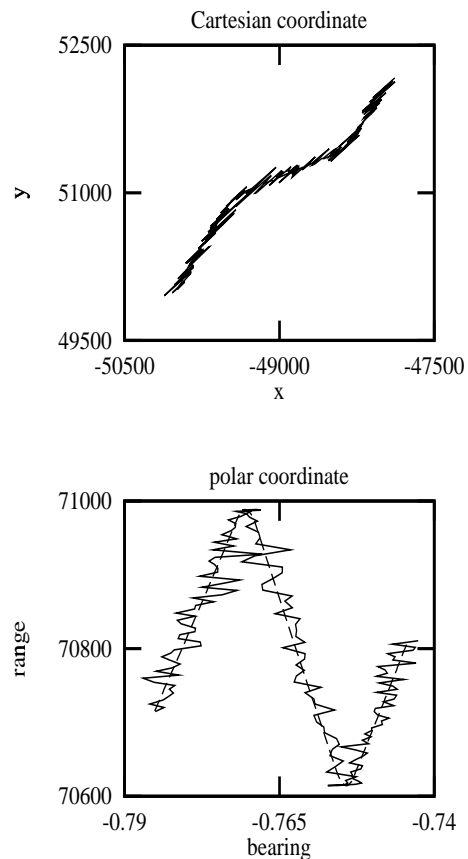 Cartesian coordinate
52500
51000
49500
y
-50500 -49000 -47500
x
polar coordinate
71000
70800
70600
range
-0.79 -0.765 -0.74
bearing